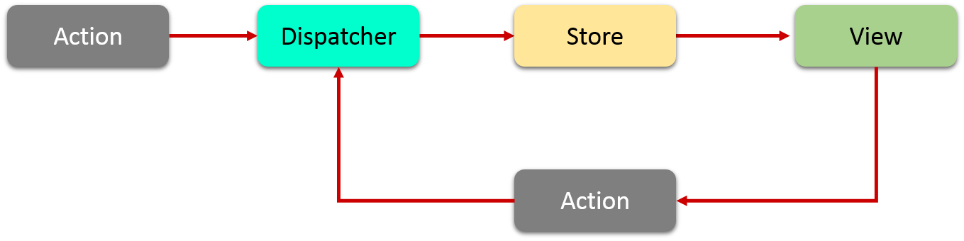 Action
Dispatcher
Store
View
Action